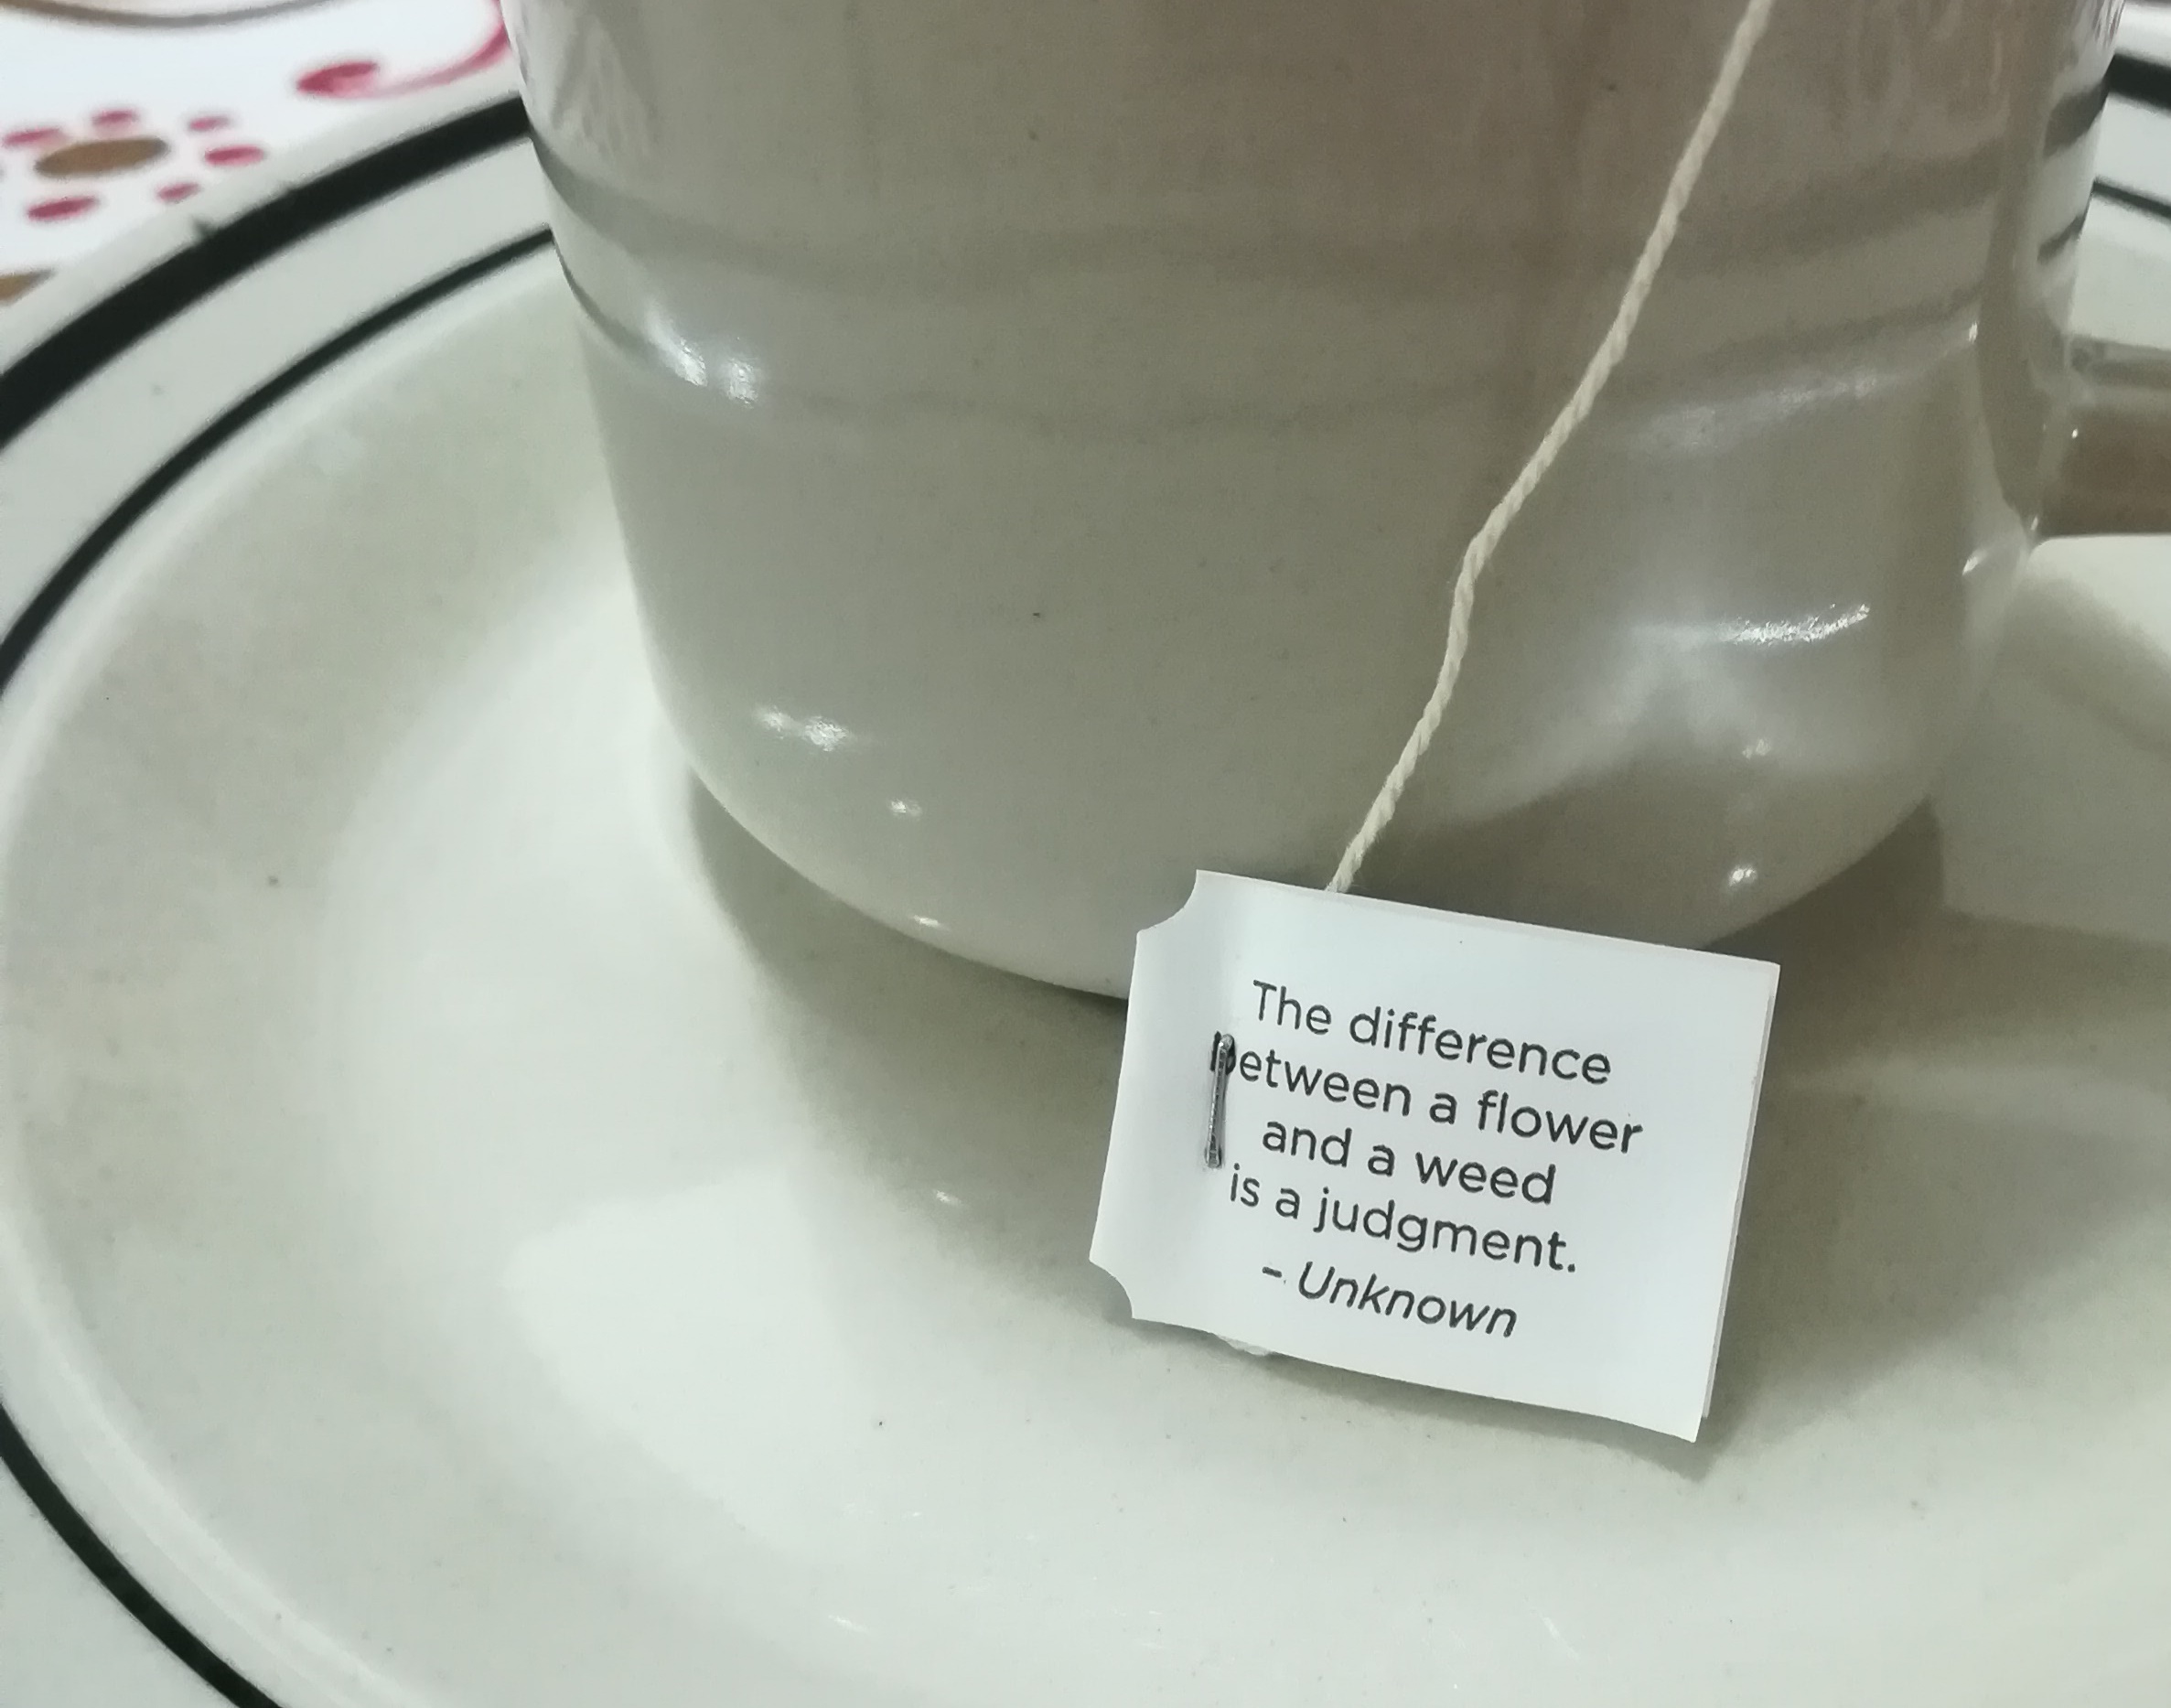 The difference
between a flower
and a weed
is a judgment.
- Unknown